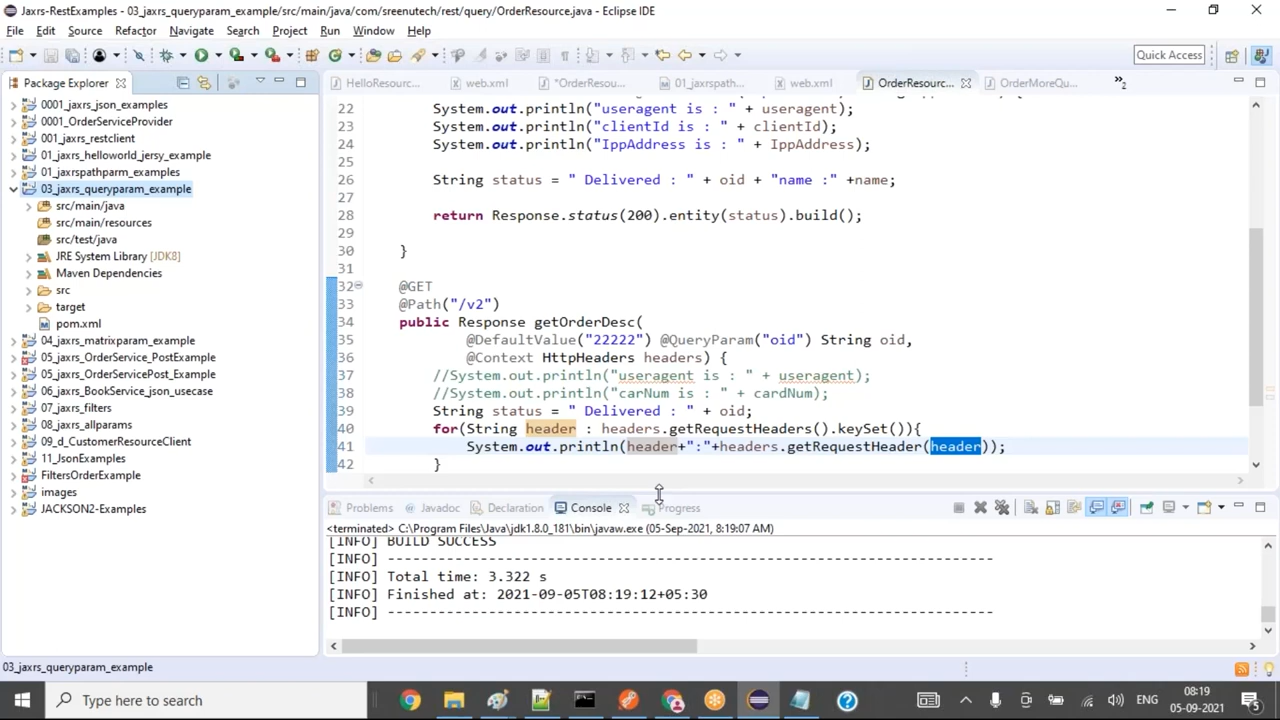 Jaxrs-RestExamples - 03_jaxrs_queryparam_example/src/main/java/com/sreenutech/rest/query/OrderResource.java - Eclipse IDE
File Edit Source Refactor Navigate Search Project Run Window Help
Quick Access
Package Explorer
0001_jaxrs_json_examples
0001_OrderServiceProvider
001_jaxrs_restclient
01_jaxrs_helloworld_jersy_example
01_jaxrspathparm_examples
03_jaxrs_queryparam_example
src/main/java
src/main/resources
src/test/java
JRE System Library [JDK8]
Maven Dependencies
src
target
pom.xml
04_jaxrs_matrixparam_example
05_jaxrs_OrderService_PostExample
05_jaxrs_OrderServicePost_Example
06_jaxrs_BookService_json_usecase
07_jaxrs_filters
08_jaxrs_allparams
09_d_CustomerResourceClient
11_JsonExamples
FiltersOrderExample
images
JACKSON2-Examples
HelloResourc... web.xml *OrderResou... 01_jaxrspath... web.xml OrderResourc... OrderMoreQu... »2
22 System.out.println("useragent is : " + useragent);
23 System.out.println("clientId is : " + clientId);
24 System.out.println("IppAddress is : " + IppAddress);
25
26 String status = " Delivered : " + oid + "name :" +name;
27
28 return Response.status(200).entity(status).build();
29
30 }
31
32 @GET
33 @Path("/v2")
34 public Response getOrderDesc(
35 @DefaultValue("22222") @QueryParam("oid") String oid,
36 @Context HttpHeaders headers) {
37 //System.out.println("useragent is : " + useragent);
38 //System.out.println("carNum is : " + cardNum);
39 String status = " Delivered : " + oid;
40 for(String header : headers.getRequestHeaders().keySet()){
41 System.out.println(header+":"+headers.getRequestHeader(header));
42 }
Problems Javadoc Declaration Console Progress
<terminated> C:\Program Files\Java\jdk1.8.0_181\bin\javaw.exe (05-Sep-2021, 8:19:07 AM)
[INFO] BUILD SUCCESS
[INFO] ------------------------------------------------------------------------
[INFO] Total time: 3.322 s
[INFO] Finished at: 2021-09-05T08:19:12+05:30
[INFO] ------------------------------------------------------------------------
03_jaxrs_queryparam_example
Type here to search
ENG
08:19
05-09-2021
5